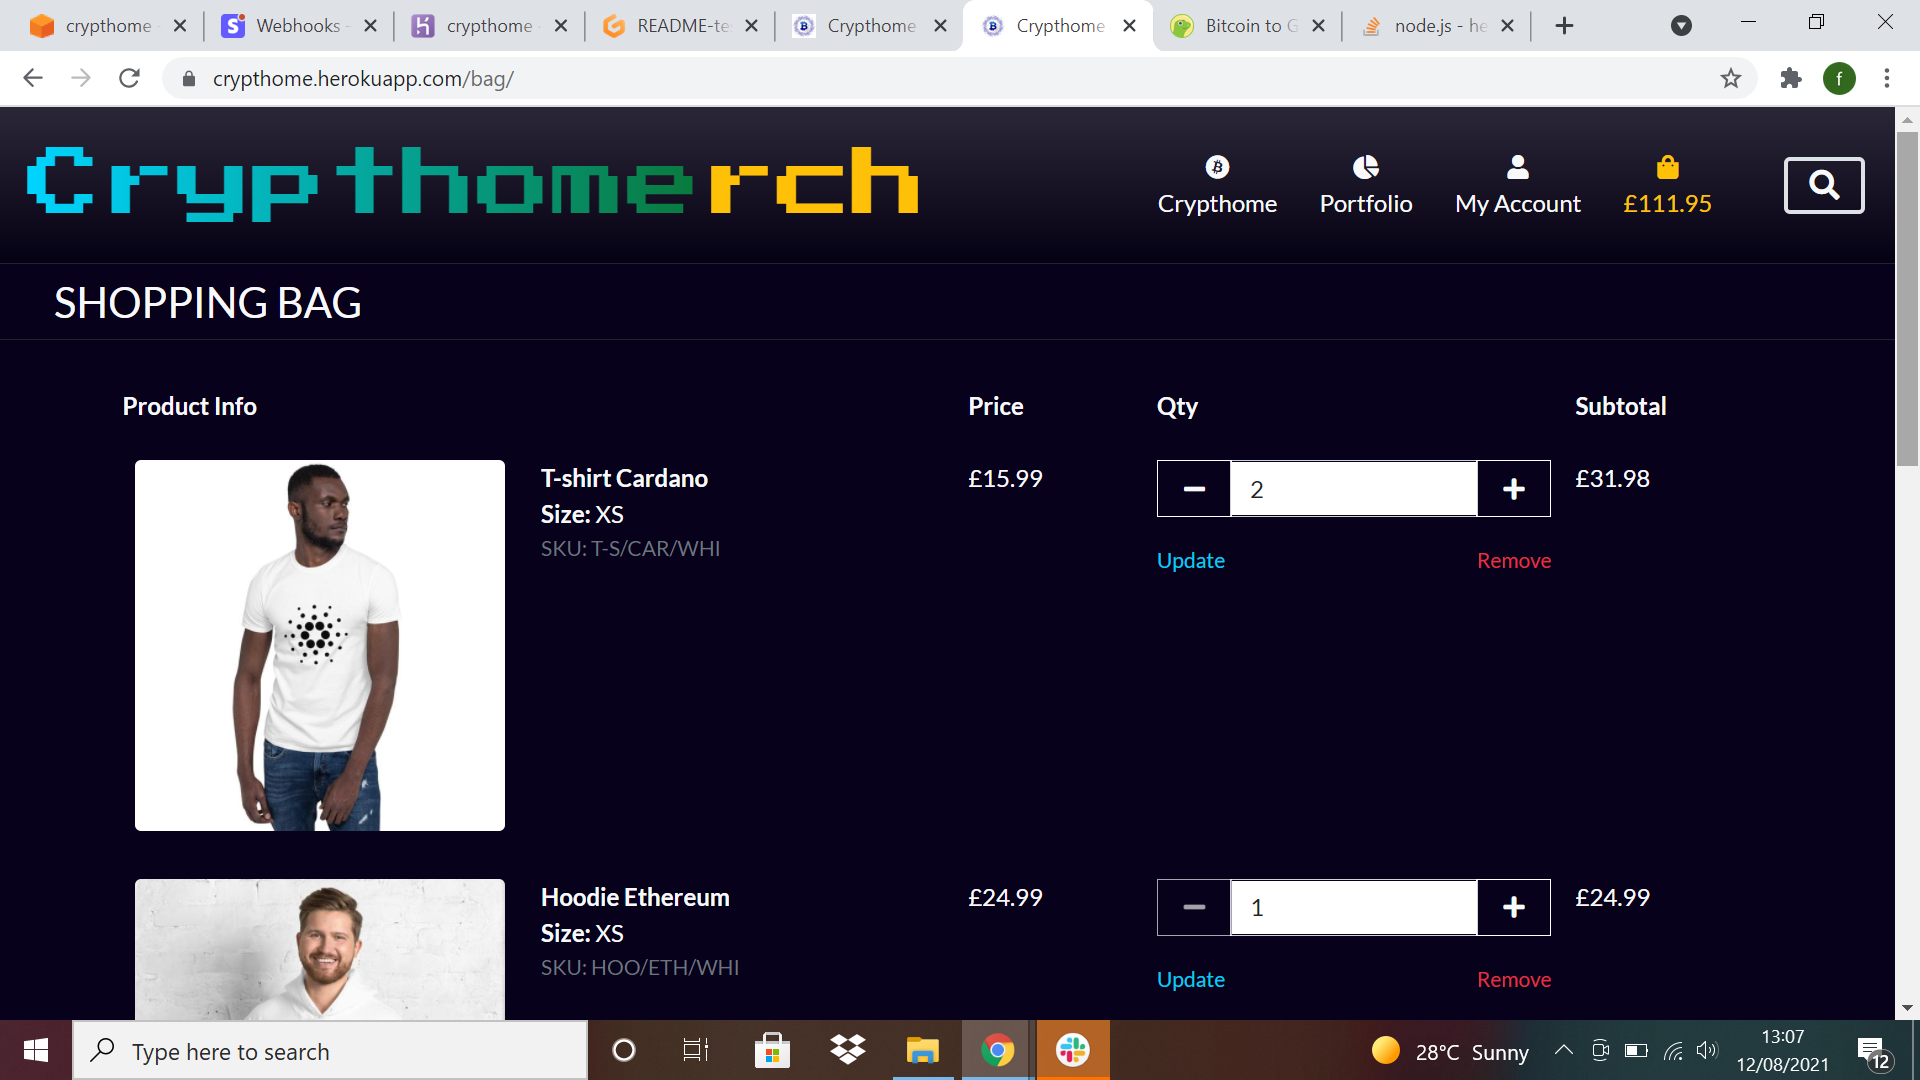 crypthome
Webhooks -
crypthome
README-te
Crypthome
Crypthome
Bitcoin to G
node.js - he
crypthome.herokuapp.com/bag/
f
Crypthomerch
Crypthome
Portfolio
My Account
£111.95
SHOPPING BAG
Product Info Price Qty Subtotal
T-shirt Cardano £15.99 2 £31.98
Size: XS
SKU: T-S/CAR/WHI
Update Remove
Hoodie Ethereum £24.99 1 £24.99
Size: XS
SKU: HOO/ETH/WHI
Update Remove
Type here to search
28°C Sunny
13:07
12/08/2021
12